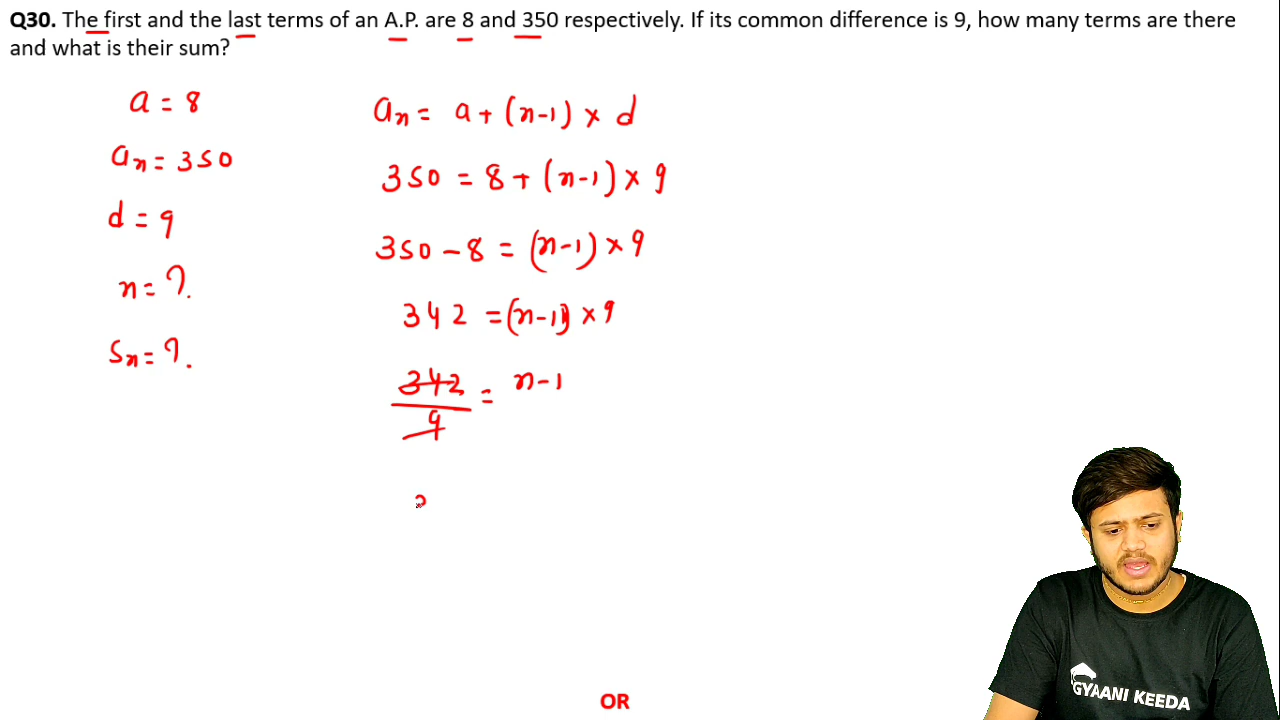 Q30. The first and the last terms of an A.P. are 8 and 350 respectively. If its common difference is 9, how many terms are there
and what is their sum?
a = 8
an = 350
d = 9
n = ?.
Sn = ?.
an = a + (n-1) × d
350 = 8 + (n-1) × 9
350 - 8 = (n-1) × 9
342 = (n-1) × 9
342/9 = n-1
GYAANI KEEDA
OR